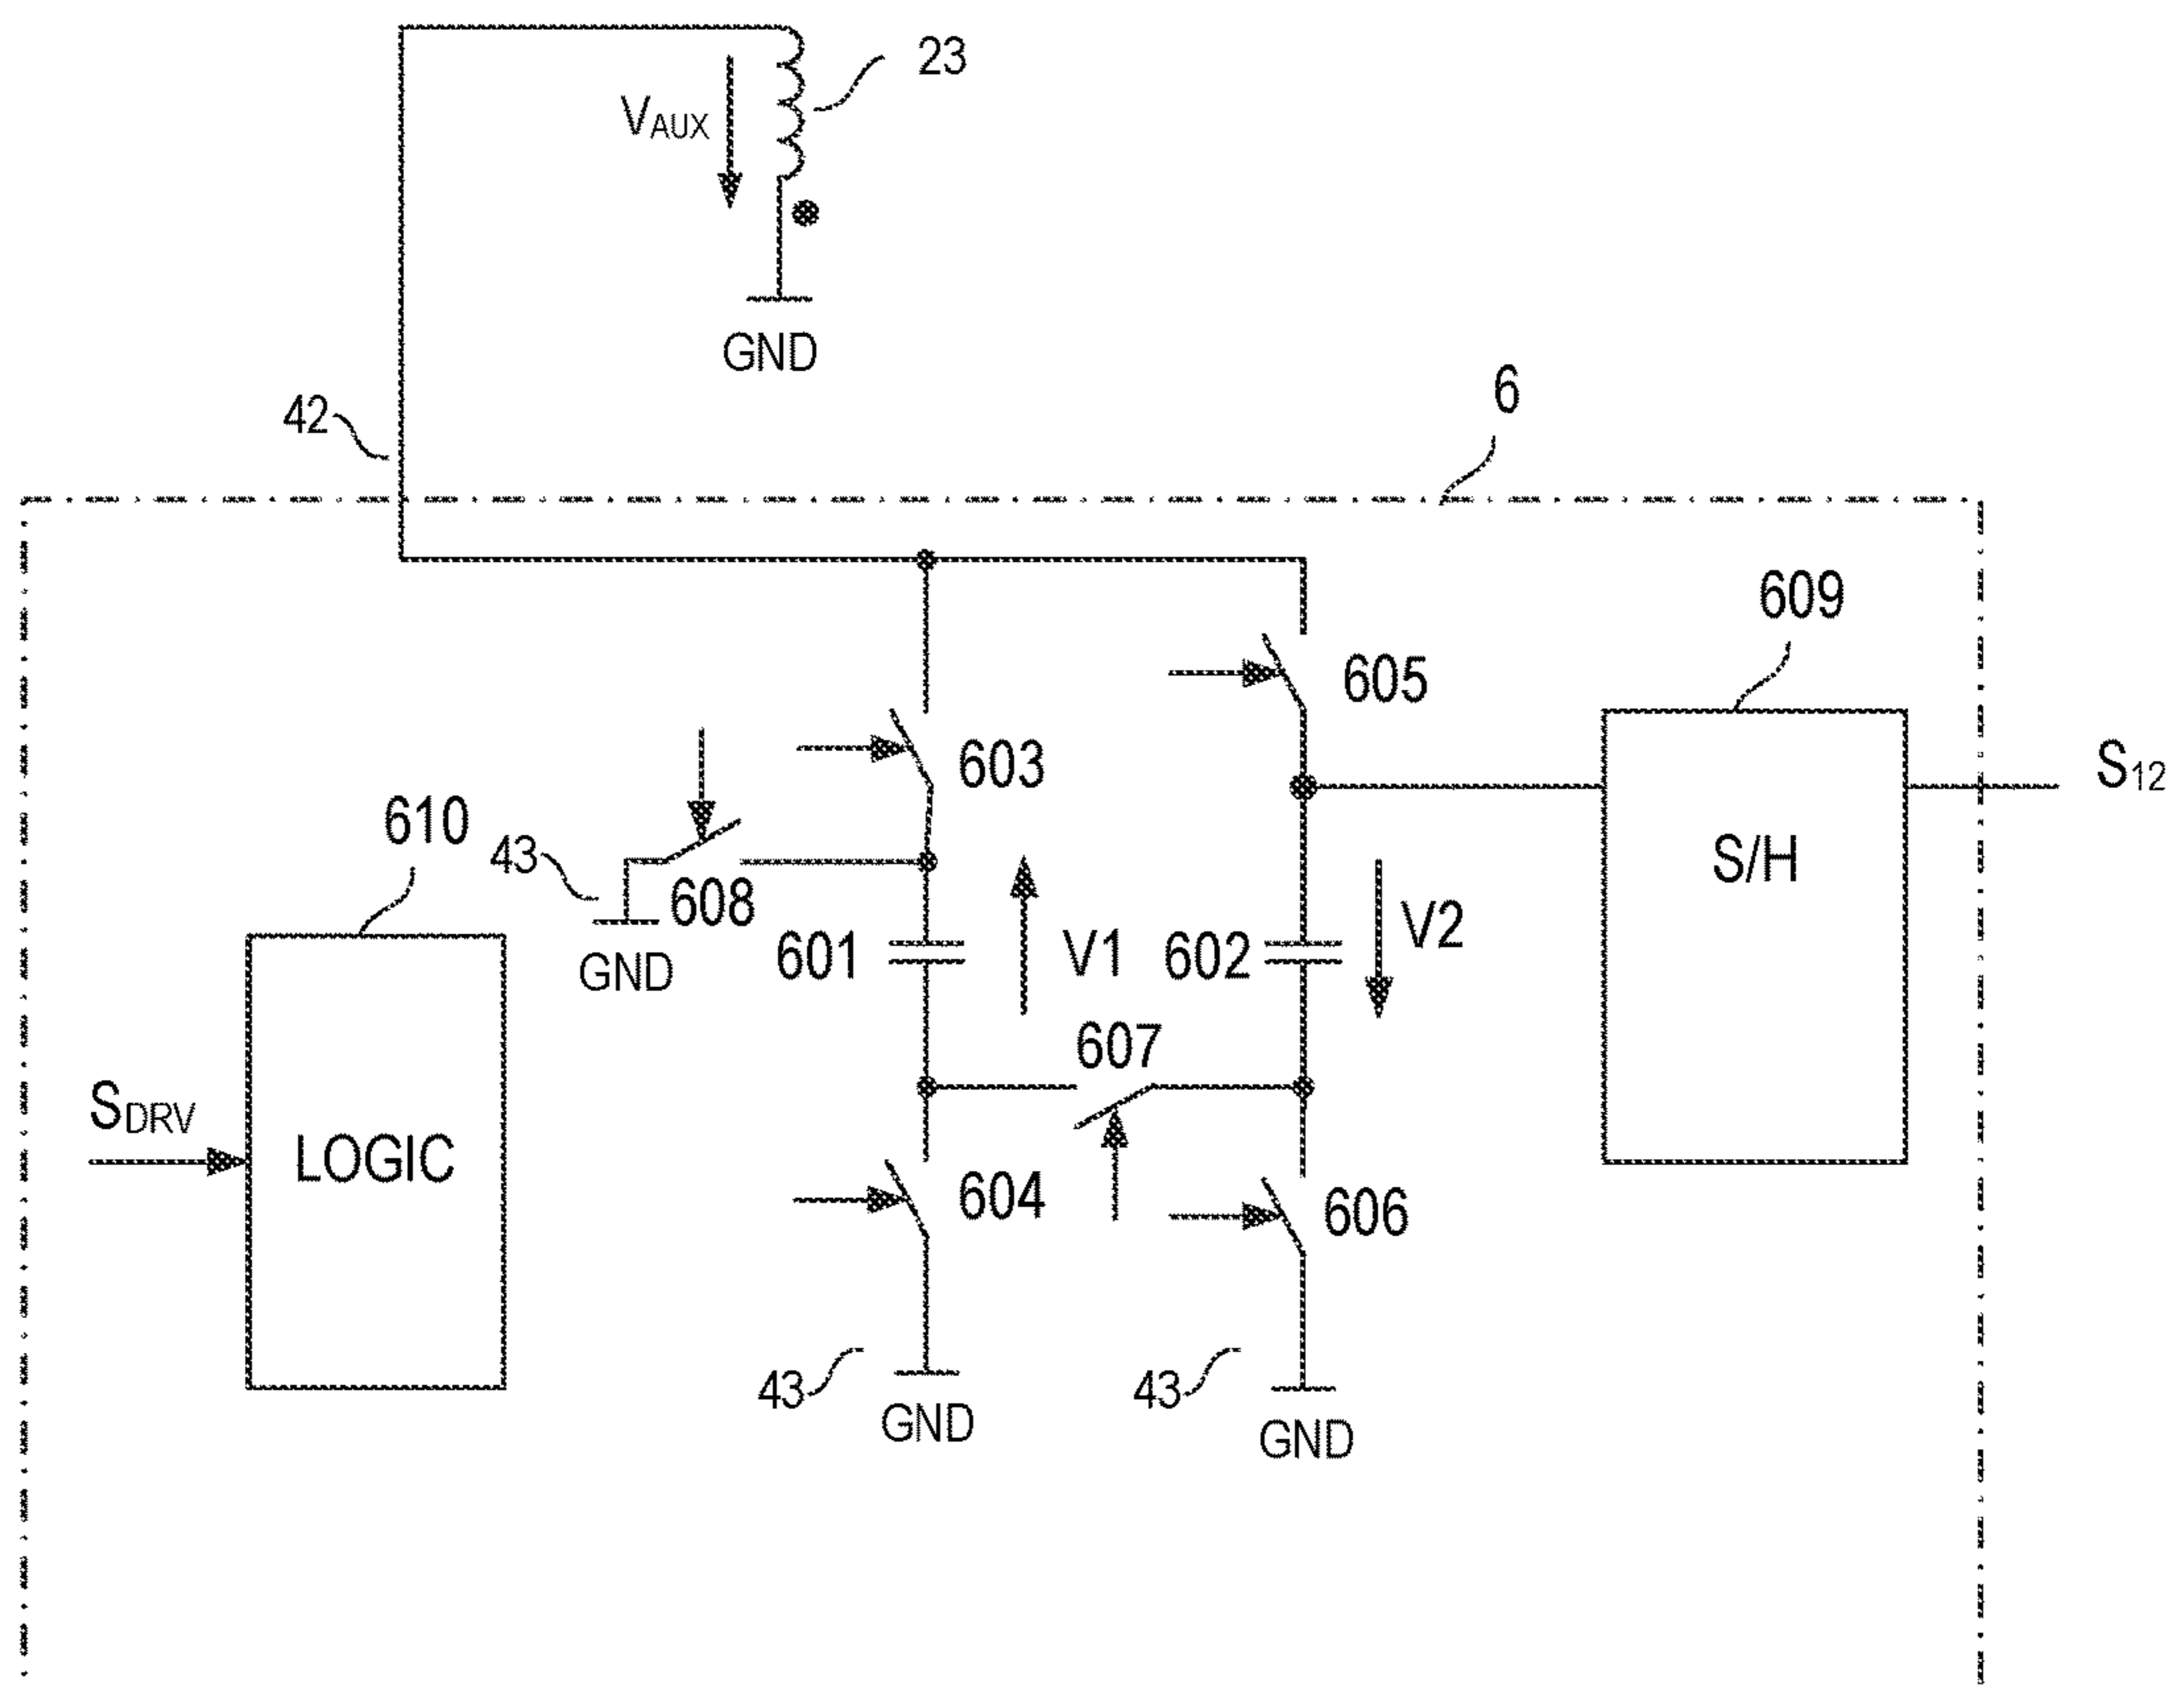 23
VAUX
GND
42
6
609
605
603
S12
610
43
608
S/H
GND
601
V1
602
V2
607
SDRV
LOGIC
604
606
43
43
GND
GND